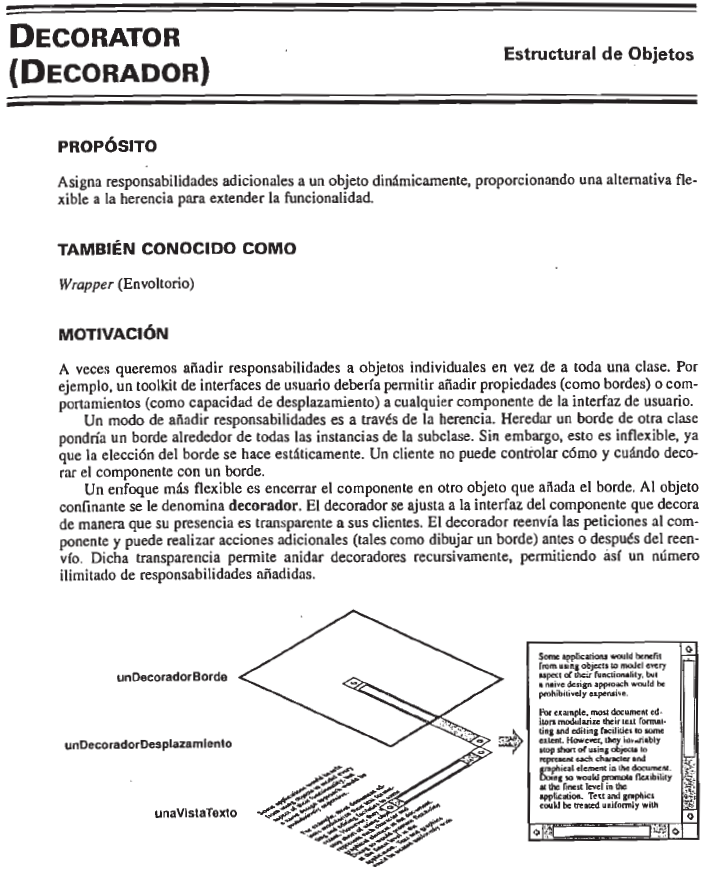 DECORATOR
(DECORADOR)
Estructural de Objetos
PROPÓSITO
Asigna responsabilidades adicionales a un objeto dinámicamente, proporcionando una alternativa fle-
xible a la herencia para extender la funcionalidad.
TAMBIÉN CONOCIDO COMO
Wrapper (Envoltorio)
MOTIVACIÓN
A veces queremos añadir responsabilidades a objetos individuales en vez de a toda una clase. Por
ejemplo, un toolkit de interfaces de usuario debería permitir añadir propiedades (como bordes) o com-
portamientos (como capacidad de desplazamiento) a cualquier componente de la interfaz de usuario.
Un modo de añadir responsabilidades es a través de la herencia. Heredar un borde de otra clase
pondría un borde alrededor de todas las instancias de la subclase. Sin embargo, esto es inflexible, ya
que la elección del borde se hace estáticamente. Un cliente no puede controlar cómo y cuándo deco-
rar el componente con un borde.
Un enfoque más flexible es encerrar el componente en otro objeto que añada el borde. Al objeto
confinante se le denomina decorador. El decorador se ajusta a la interfaz del componente que decora
de manera que su presencia es transparente a sus clientes. El decorador reenvía las peticiones al com-
ponente y puede realizar acciones adicionales (tales como dibujar un borde) antes o después del reen-
vío. Dicha transparencia permite anidar decoradores recursivamente, permitiendo así un número
ilimitado de responsabilidades añadidas.
unDecoradorBorde
unDecoradorDesplazamiento
unaVistaTexto
Some applications would benefit
from using objects to model every
aspect of their functionality, but
a naive design approach would be
prohibitively expensive.
For example, most document ed-
itors modularize their text format-
ting and editing facilities to some
extent. However, they invariably
stop short of using objects to
represent each character and
graphical element in the document.
Doing so would promote flexibility
at the finest level in the
application. Text and graphics
could be treated uniformly with